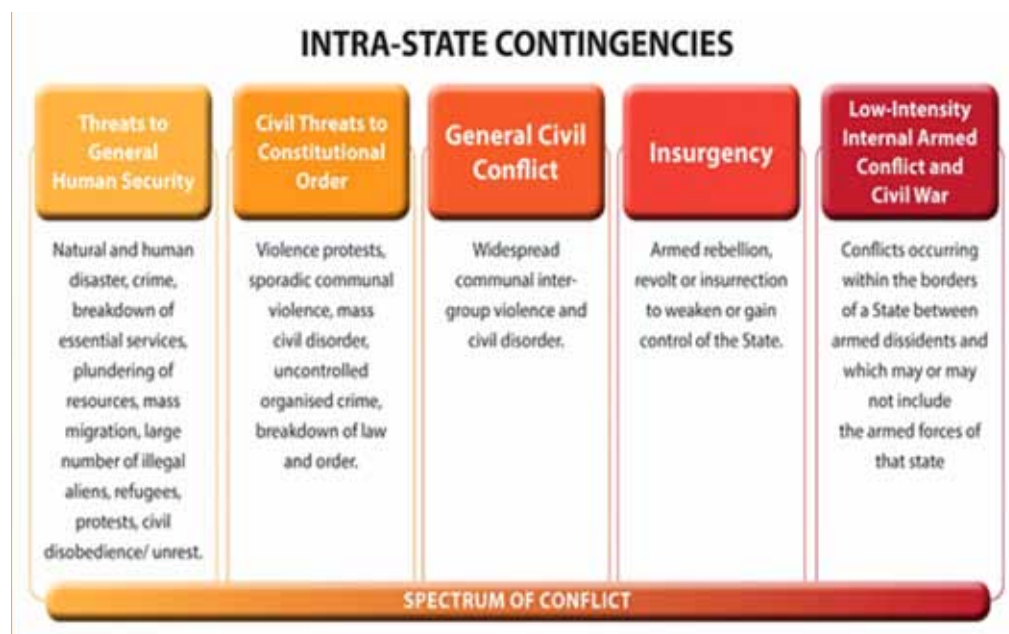 INTRA-STATE CONTINGENCIES
Threats to
General
Human Security
Natural and human
disaster, crime,
breakdown of
essential services,
plundering of
resources, mass
migration, large
number of illegal
aliens, refugees,
protests, civil
disobedience/ unrest.
Civil Threats to
Constitutional
Order
Violence protests,
sporadic communal
violence, mass
civil disorder,
uncontrolled
organised crime,
breakdown of law
and order.
General Civil
Conflict
Widespread
communal inter-
group violence and
civil disorder.
Insurgency
Armed rebellion,
revolt or insurrection
to weaken or gain
control of the State.
Low-Intensity
Internal Armed
Conflict and
Civil War
Conflicts occurring
within the borders
of a State between
armed dissidents and
which may or may
not include
the armed forces of
that state
SPECTRUM OF CONFLICT